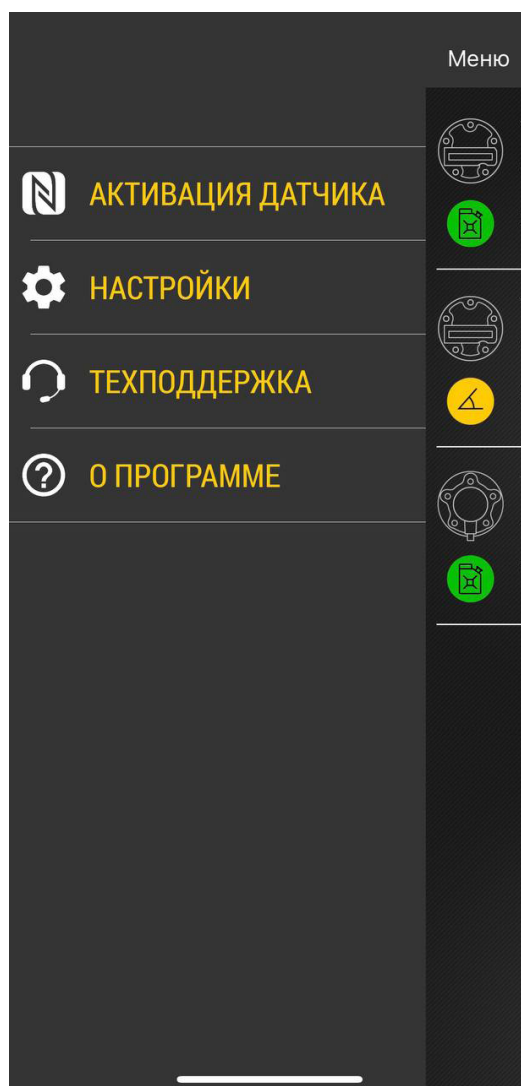 Меню
АКТИВАЦИЯ ДАТЧИКА
НАСТРОЙКИ
ТЕХПОДДЕРЖКА
О ПРОГРАММЕ